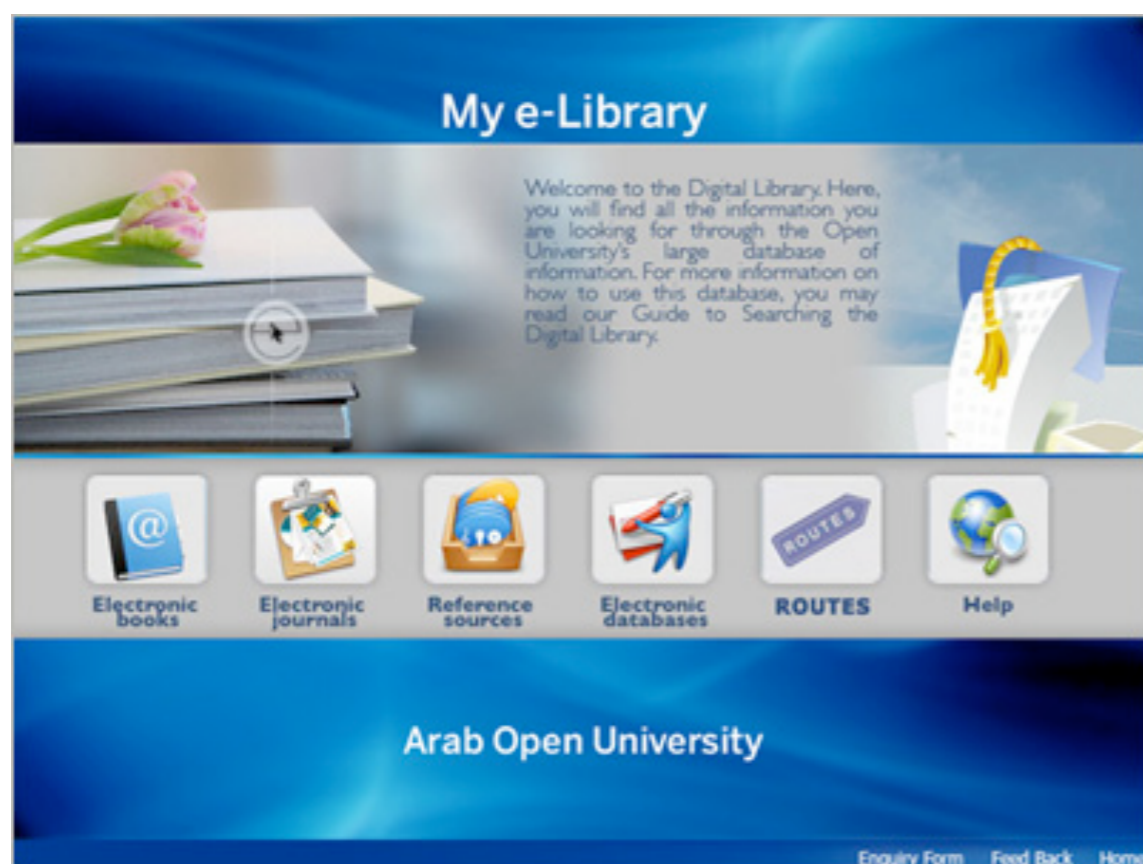 My e-Library
Welcome to the Digital Library. Here,
you will find all the information you
are looking for through the Open
University's large database of
information. For more information on
how to use this database, you may
read our Guide to Searching the
Digital Library.
@
ROUTES
Electronic
books
Electronic
journals
Reference
sources
Electronic
databases
ROUTES
Help
Arab Open University
Enquiry Form Feed Back Home